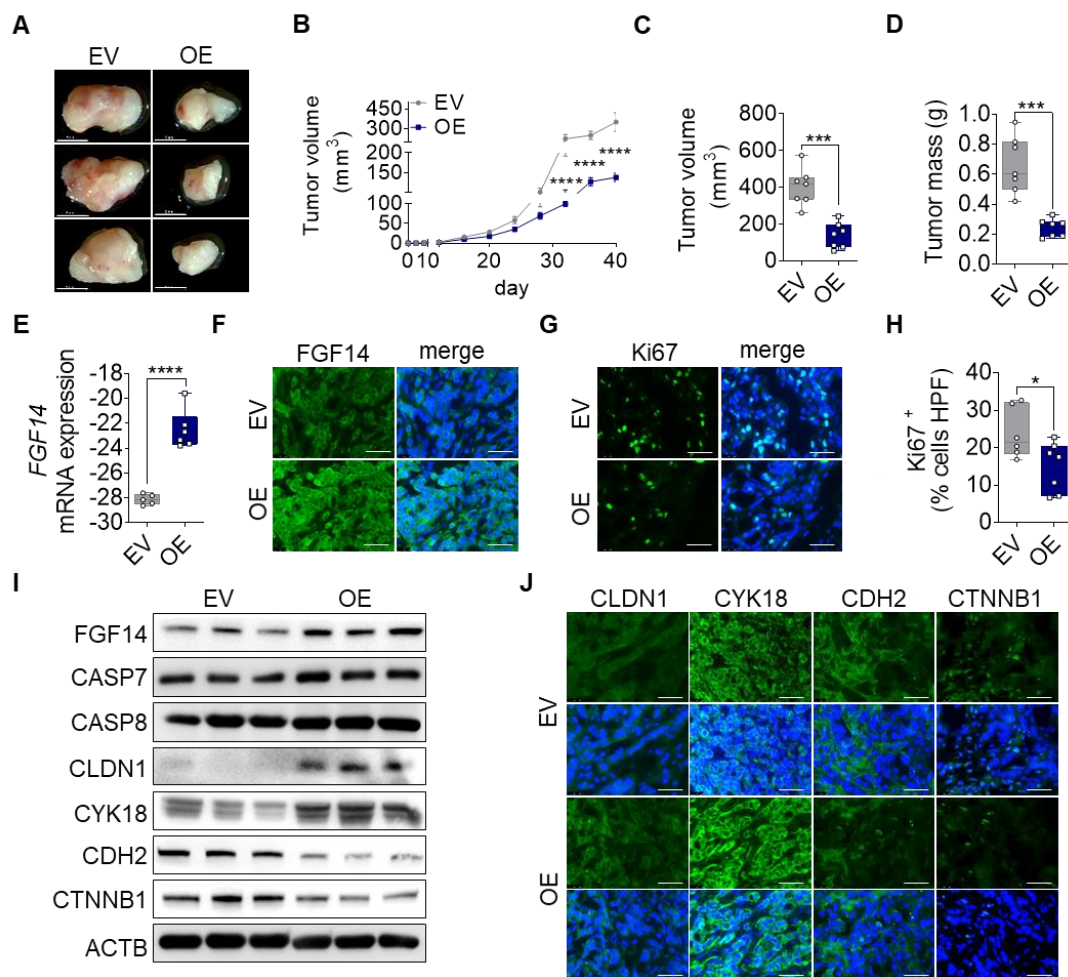 A
EV OE
B
Tumor volume
(mm³)
450
300
150
200
150
100
50
0
EV
OE
**** **** ****
0 10 20 30 40
day
C
Tumor volume
(mm³)
800
600
400
200
0
***
EV OE
D
Tumor mass (g)
1.0
0.8
0.6
0.4
0.2
0.0
***
EV OE
E
FGF14
mRNA expression
-18
-20
-22
-24
-26
-28
-30
****
EV OE
F
FGF14 merge
EV
OE
G
Ki67 merge
EV
OE
H
Ki67⁺
(% cells HPF)
40
30
20
10
0
*
EV OE
I
EV OE
FGF14
CASP7
CASP8
CLDN1
CYK18
CDH2
CTNNB1
ACTB
J
CLDN1 CYK18 CDH2 CTNNB1
EV
OE